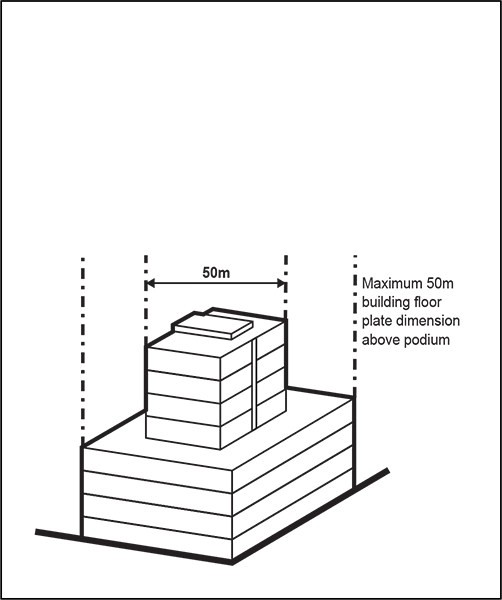 50m
Maximum 50m
building floor
plate dimension
above podium